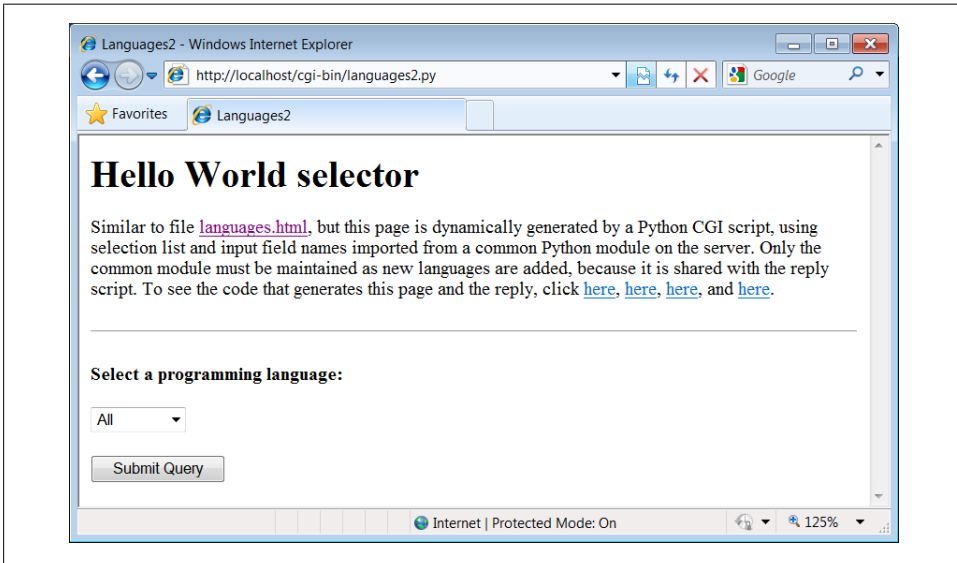 Languages2 - Windows Internet Explorer
http://localhost/cgi-bin/languages2.py
Google
Favorites
Languages2
Hello World selector
Similar to file languages.html, but this page is dynamically generated by a Python CGI script, using
selection list and input field names imported from a common Python module on the server. Only the
common module must be maintained as new languages are added, because it is shared with the reply
script. To see the code that generates this page and the reply, click here, here, here, and here.
Select a programming language:
All
Submit Query
Internet | Protected Mode: On
125%